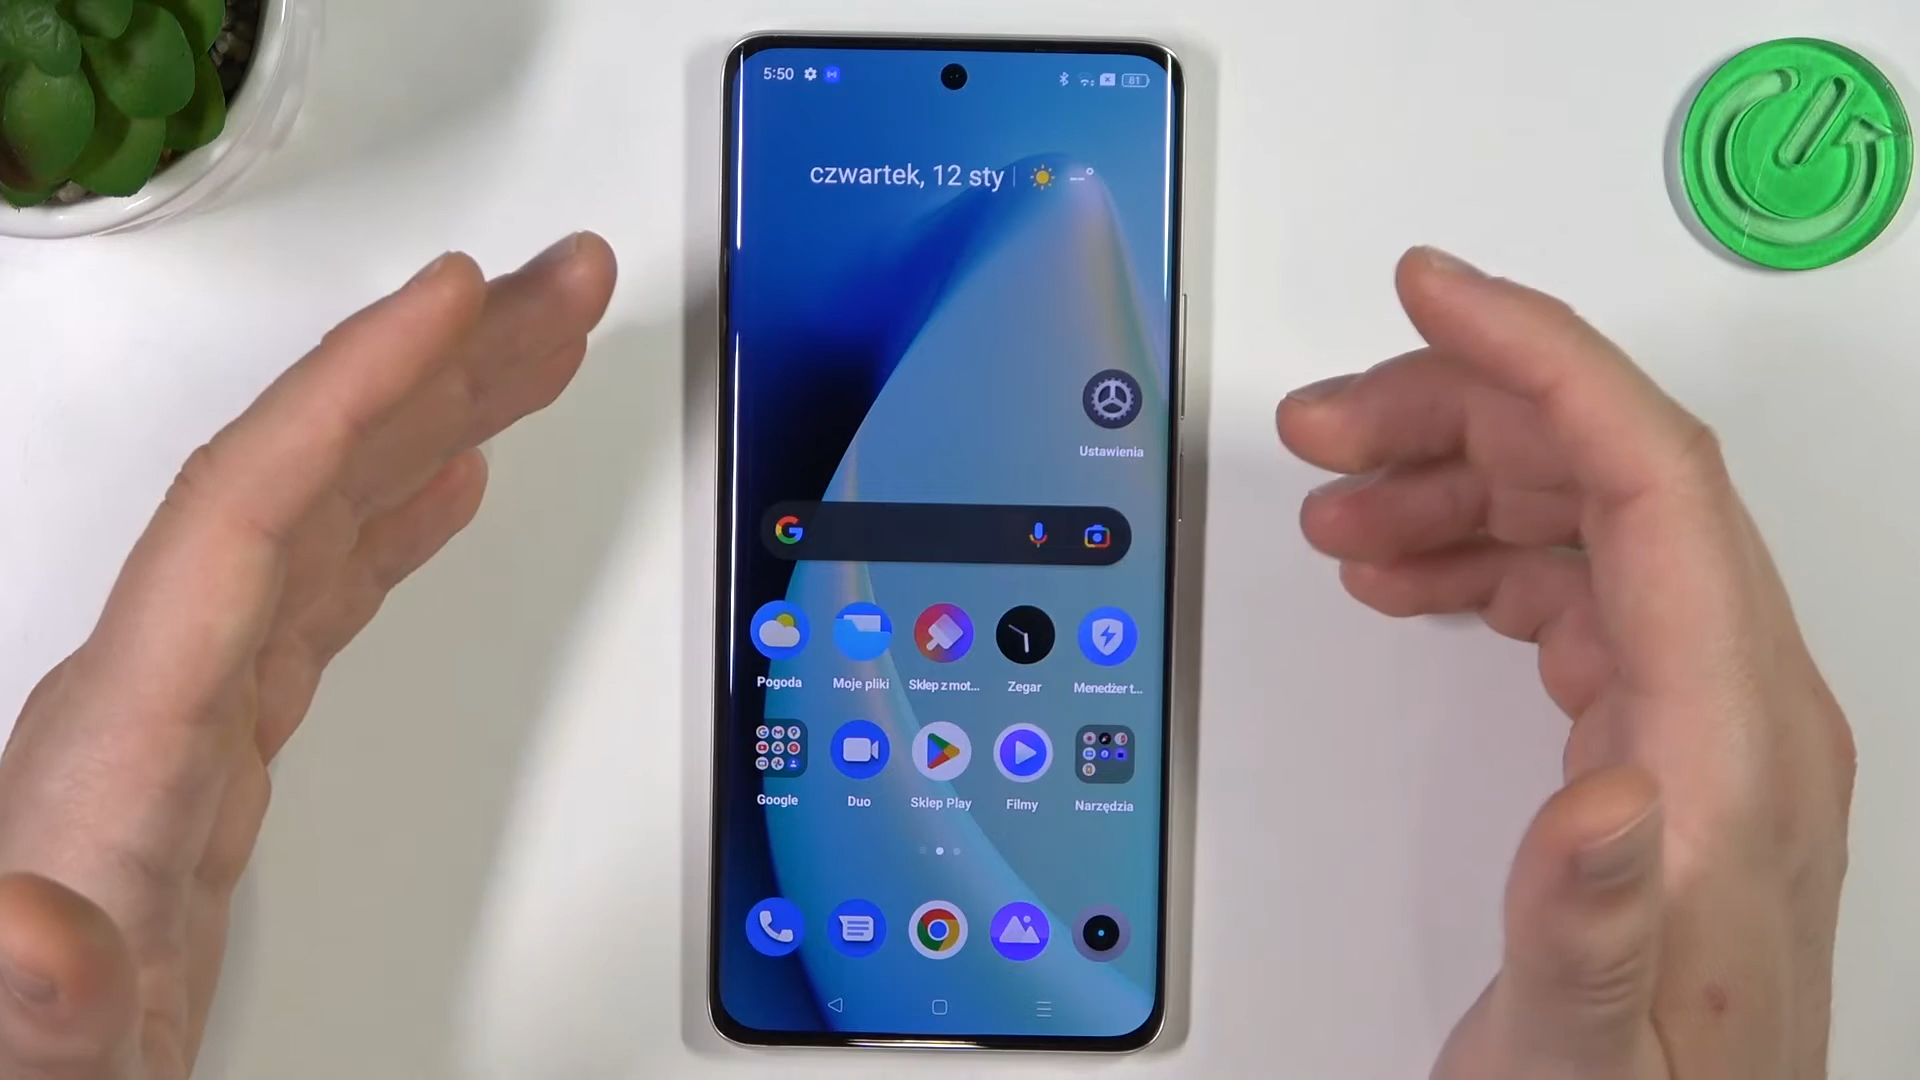 5:50
81
czwartek, 12 sty
Ustawienia
Pogoda
Moje pliki
Sklep z mot...
Zegar
Menedżer t...
Google
Duo
Sklep Play
Filmy
Narzędzia